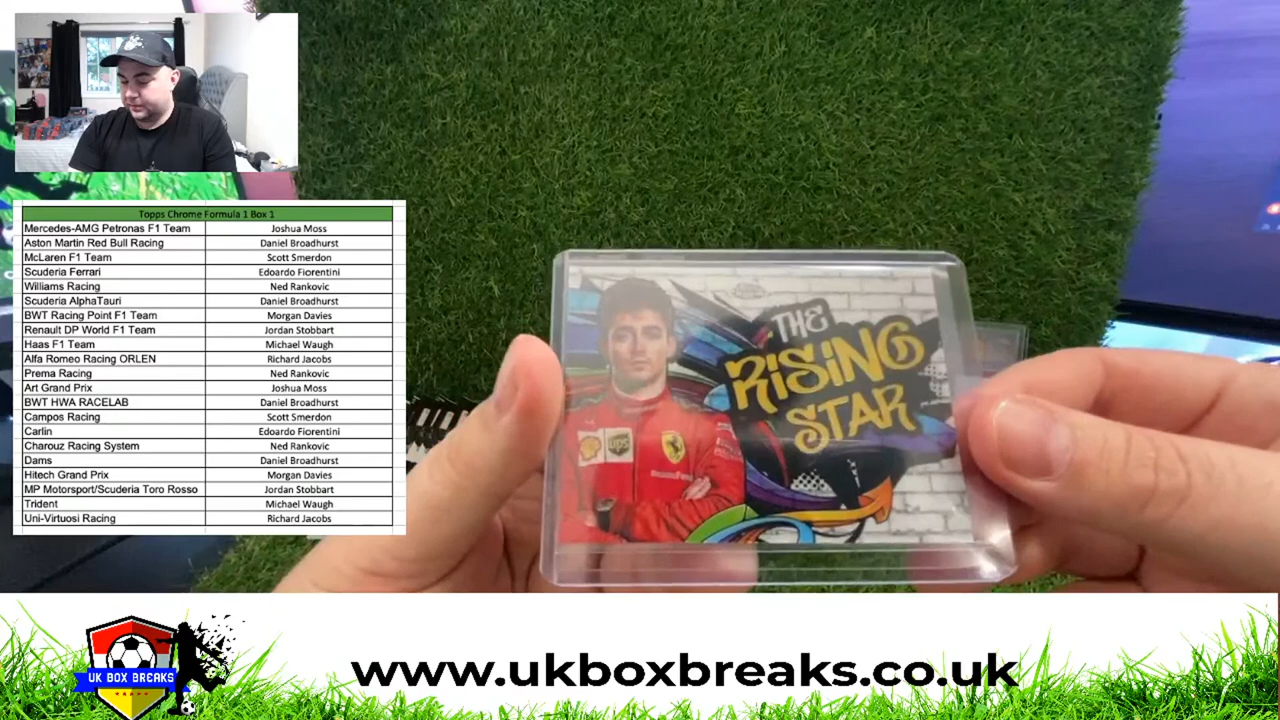 Topps Chrome Formula 1 Box 1
Mercedes-AMG Petronas F1 Team Joshua Moss
Aston Martin Red Bull Racing Daniel Broadhurst
McLaren F1 Team Scott Smerdon
Scuderia Ferrari Edoardo Fiorentini
Williams Racing Ned Rankovic
Scuderia AlphaTauri Daniel Broadhurst
BWT Racing Point F1 Team Morgan Davies
Renault DP World F1 Team Jordan Stobbart
Haas F1 Team Michael Waugh
Alfa Romeo Racing ORLEN Richard Jacobs
Prema Racing Ned Rankovic
Art Grand Prix Joshua Moss
BWT HWA RACELAB Daniel Broadhurst
Campos Racing Scott Smerdon
Carlin Edoardo Fiorentini
Charouz Racing System Ned Rankovic
Dams Daniel Broadhurst
Hitech Grand Prix Morgan Davies
MP Motorsport/Scuderia Toro Rosso Jordan Stobbart
Trident Michael Waugh
Uni-Virtuosi Racing Richard Jacobs
THE
RISING
STAR
ups
UK BOX BREAKS
www.ukboxbreaks.co.uk